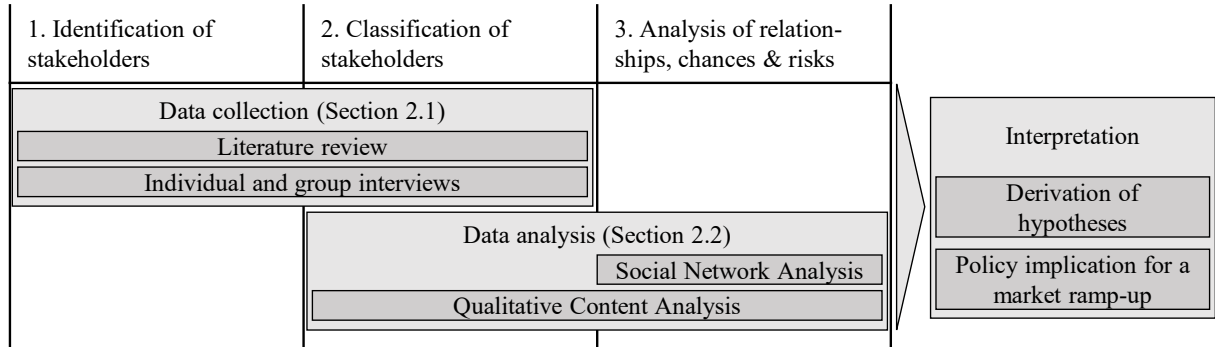 1. Identification of
stakeholders
2. Classification of
stakeholders
3. Analysis of relation-
ships, chances & risks
Data collection (Section 2.1)
Literature review
Individual and group interviews
Data analysis (Section 2.2)
Social Network Analysis
Qualitative Content Analysis
Interpretation
Derivation of
hypotheses
Policy implication for a
market ramp-up